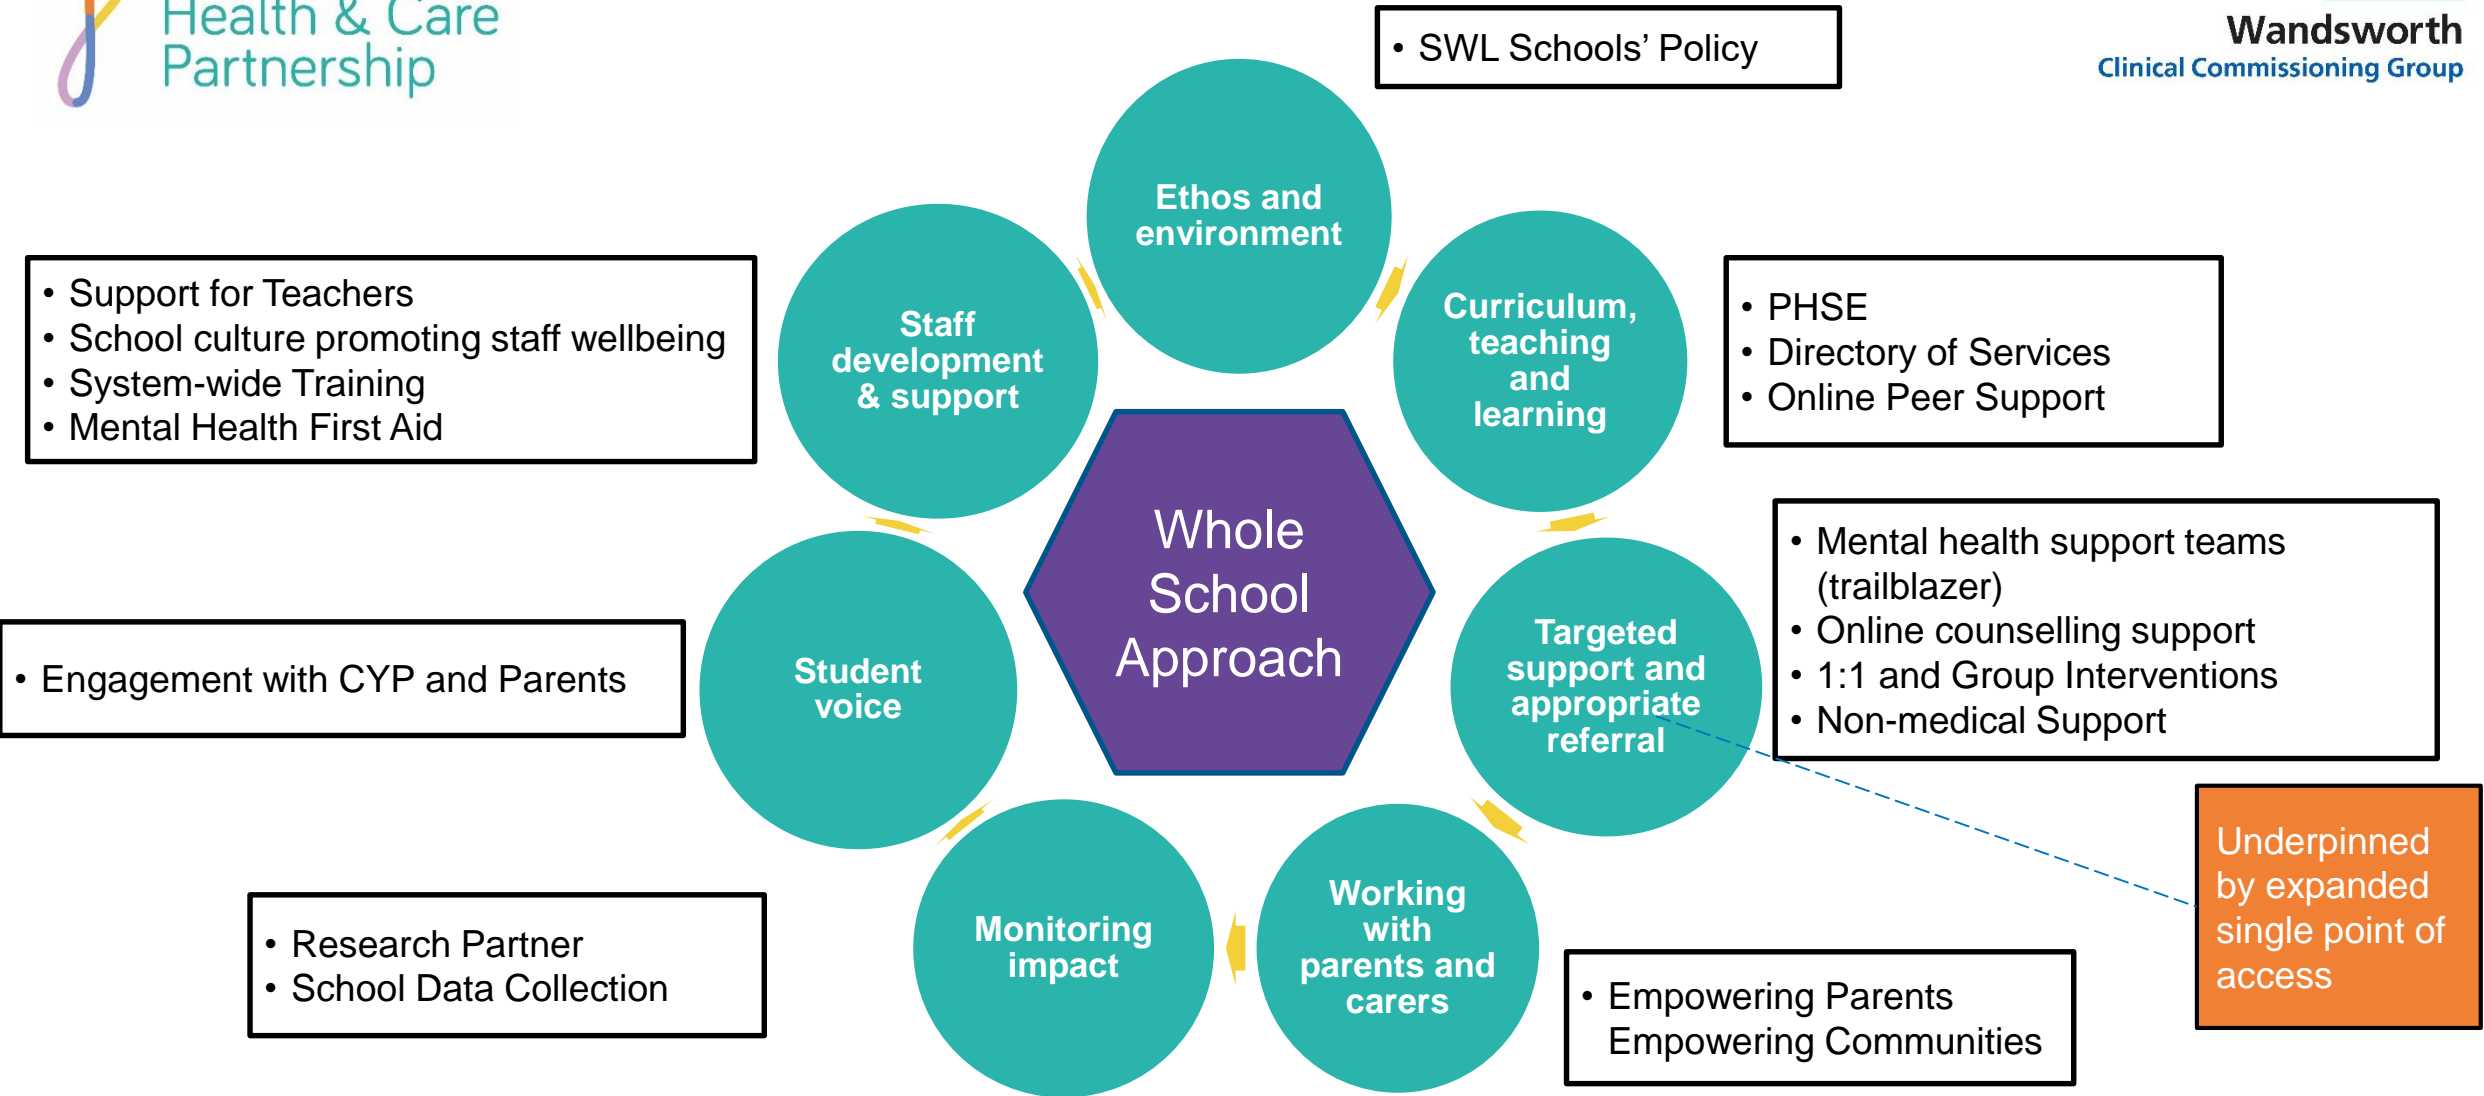 Health & Care
Partnership
• SWL Schools’ Policy
Wandsworth
Clinical Commissioning Group
Ethos and
environment
• Support for Teachers
• School culture promoting staff wellbeing
• System-wide Training
• Mental Health First Aid
Staff
development
& support
Curriculum,
teaching
and
learning
• PHSE
• Directory of Services
• Online Peer Support
Whole
School
Approach
• Mental health support teams
(trailblazer)
• Online counselling support
• 1:1 and Group Interventions
• Non-medical Support
• Engagement with CYP and Parents
Student
voice
Targeted
support and
appropriate
referral
Underpinned
by expanded
single point of
access
• Research Partner
• School Data Collection
Monitoring
impact
Working
with
parents and
carers
• Empowering Parents
Empowering Communities